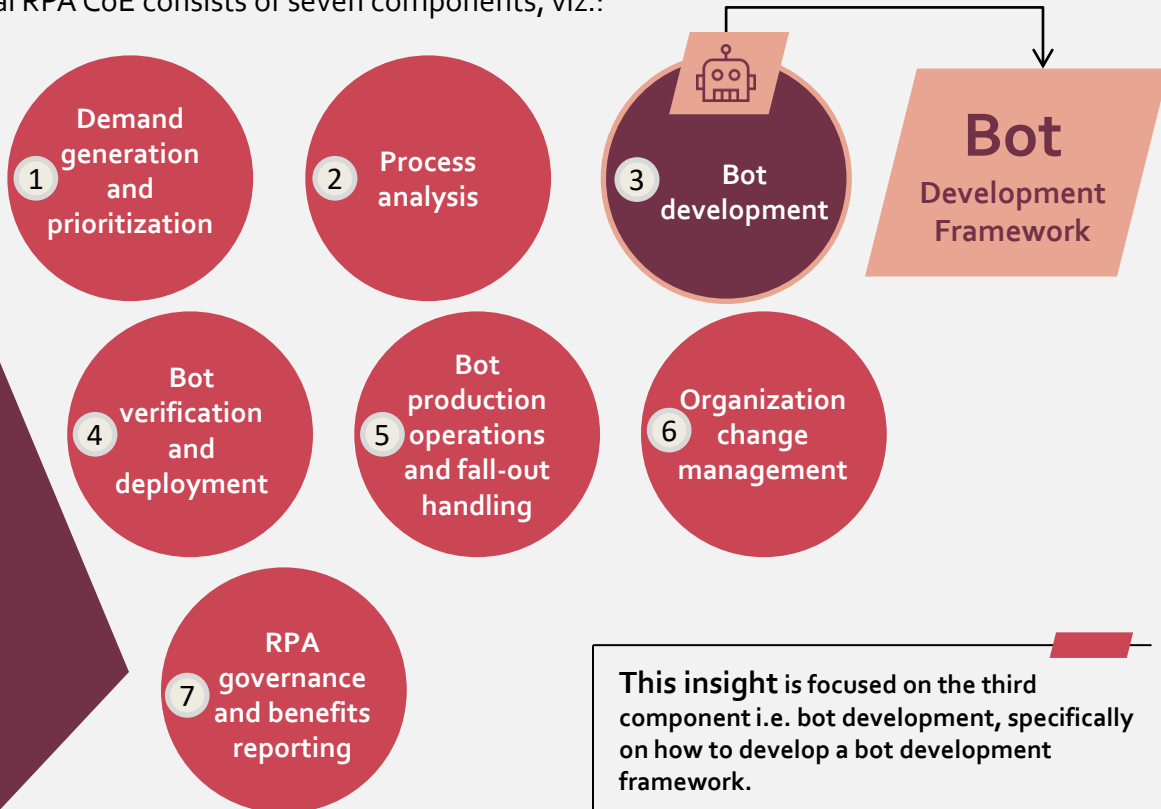 al RPA CoE consists of seven components, viz.:
1
Demand
generation
and
prioritization
2
Process
analysis
3
Bot
development
Bot
Development
Framework
4
Bot
verification
and
deployment
5
Bot
production
operations
and fall-out
handling
6
Organization
change
management
7
RPA
governance
and benefits
reporting
This insight is focused on the third
component i.e. bot development, specifically
on how to develop a bot development
framework.